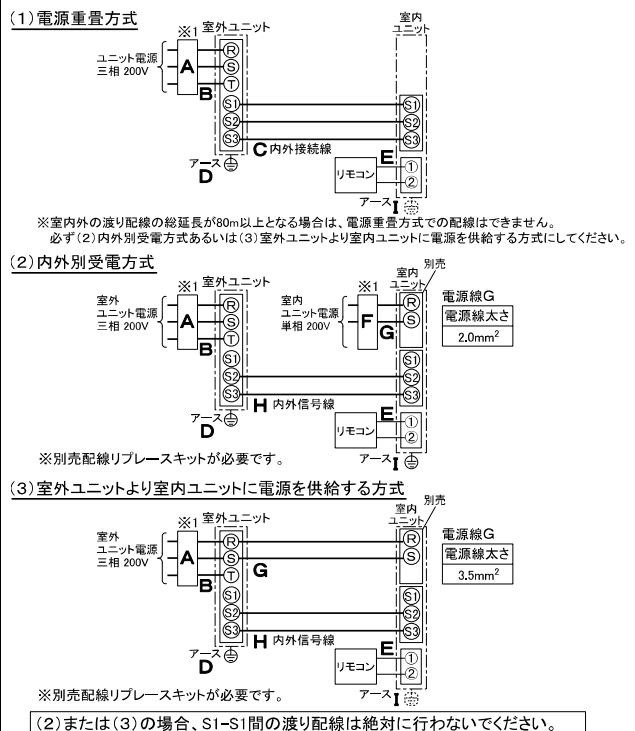 (1)電源重畳方式
※1 室外ユニット
室内
ユニット
ユニット電源
三相 200V
A
B
R
S
T
S1
S2
S3
S1
S2
S3
C 内外接続線
アース
D
リモコン
E
①
②
アース I
※室内外の渡り配線の総延長が80m以上となる場合は、電源重畳方式での配線はできません。
必ず(2)内外別受電方式あるいは(3)室外ユニットより室内ユニットに電源を供給する方式にしてください。
(2)内外別受電方式
※1 室外ユニット
室外
ユニット電源
三相 200V
A
B
R
S
T
S1
S2
S3
※1
室内
ユニット電源
単相 200V
F
G
室内
ユニット
別売
R
S
S1
S2
S3
電源線G
電源線太さ
2.0mm²
H 内外信号線
アース
D
リモコン
E
①
②
アース I
※別売配線リプレースキットが必要です。
(3)室外ユニットより室内ユニットに電源を供給する方式
※1 室外ユニット
室外
ユニット電源
三相 200V
A
B
R
S
T
S1
S2
S3
G
室内
ユニット
別売
R
S
S1
S2
S3
電源線G
電源線太さ
3.5mm²
H 内外信号線
アース
D
リモコン
E
①
②
アース I
※別売配線リプレースキットが必要です。
(2)または(3)の場合、S1-S1間の渡り配線は絶対に行わないでください。